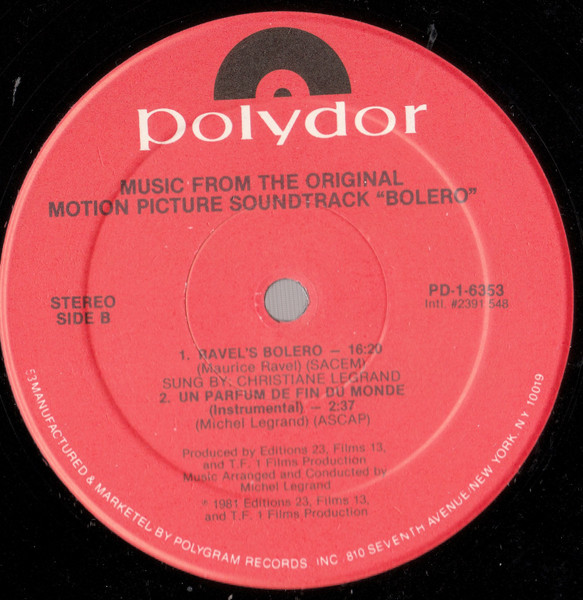 polydor
MUSIC FROM THE ORIGINAL
MOTION PICTURE SOUNDTRACK "BOLERO"
STEREO
SIDE B
PD-1-6353
Intl. #2391 548
1. RAVEL'S BOLERO — 16:20
(Maurice Ravel) (SACEM)
SUNG BY: CHRISTIANE LEGRAND
2. UN PARFUM DE FIN DU MONDE
(Instrumental) — 2:37
(Michel Legrand) (ASCAP)
Produced by Editions 23, Films 13,
and T.F. 1 Films Production
Music Arranged and Conducted by
Michel Legrand
℗ 1981 Editions 23, Films 13,
and T.F. 1 Films Production
53 MANUFACTURED & MARKETEL BY POLYGRAM RECORDS, INC. 810 SEVENTH AVENUE/NEW YORK, NY 10019